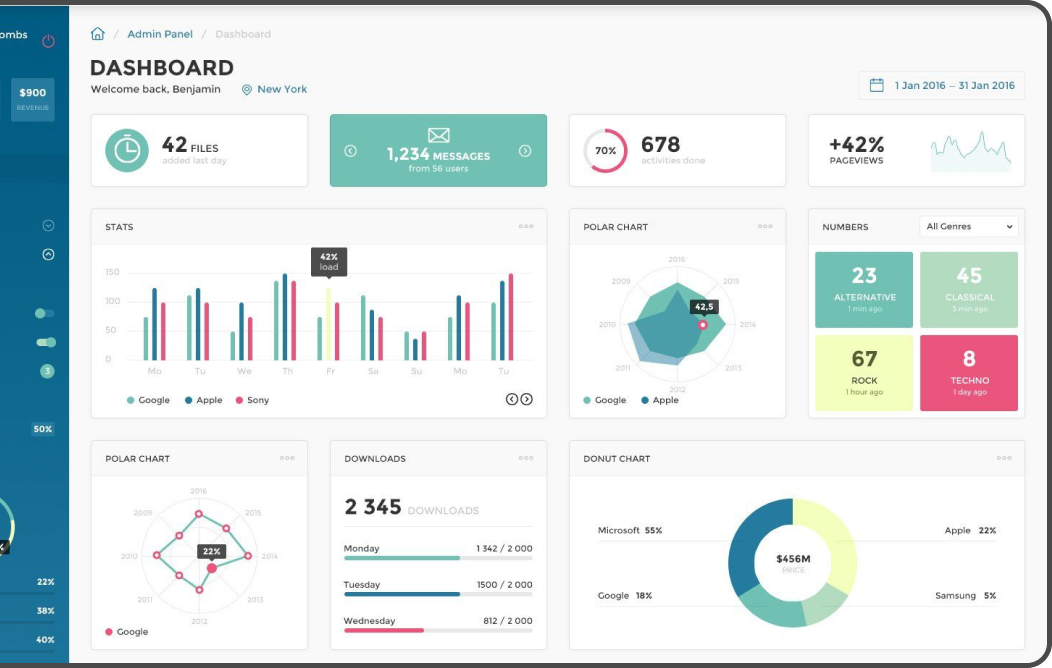 ombs
$900
REVENUE
3
50%
%
22%
38%
40%
/ Admin Panel / Dashboard
DASHBOARD
Welcome back, Benjamin New York
1 Jan 2016 – 31 Jan 2016
42 FILES
added last day
1,234 MESSAGES
from 56 users
70%
678
activities done
+42%
PAGEVIEWS
STATS
42%
load
150
100
50
0
Mo Tu We Th Fr Sa Su Mo Tu
Google Apple Sony
POLAR CHART
2016
2009 2015
42,5
2010 2014
2011 2013
2012
Google Apple
NUMBERS All Genres
23
ALTERNATIVE
1 min ago
45
CLASSICAL
5 min ago
67
ROCK
1 hour ago
8
TECHNO
1 day ago
POLAR CHART
2016
2009 2015
22%
2010 2014
2011 2013
2012
Google
DOWNLOADS
2 345 DOWNLOADS
Monday 1 342 / 2 000
Tuesday 1500 / 2 000
Wednesday 812 / 2 000
DONUT CHART
Microsoft 55% Apple 22%
$456M
PRICE
Google 18% Samsung 5%